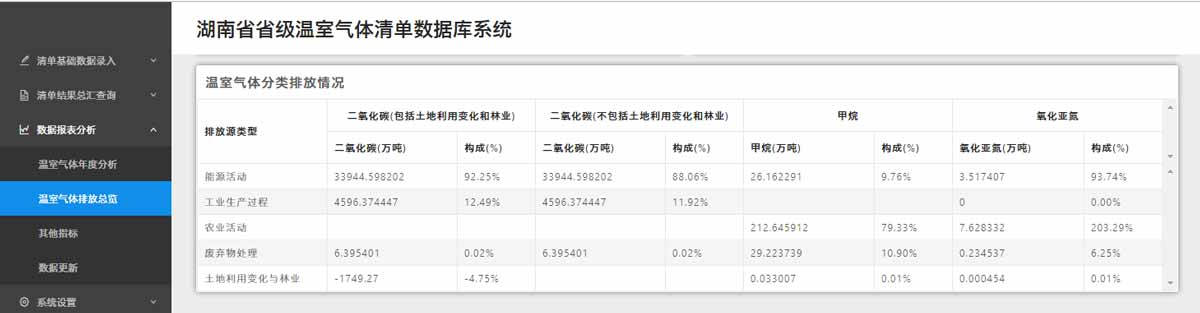 湖南省省级温室气体清单数据库系统
清单基础数据录入
清单结果总汇查询
数据报表分析
温室气体年度分析
温室气体排放总览
其他指标
数据更新
系统设置
温室气体分类排放情况
排放源类型 二氧化碳(包括土地利用变化和林业) 二氧化碳(不包括土地利用变化和林业) 甲烷 氧化亚氮
二氧化碳(万吨) 构成(%) 二氧化碳(万吨) 构成(%) 甲烷(万吨) 构成(%) 氧化亚氮(万吨) 构成(%)
能源活动 33944.598202 92.25% 33944.598202 88.06% 26.162291 9.76% 3.517407 93.74%
工业生产过程 4596.374447 12.49% 4596.374447 11.92% 0 0.00%
农业活动 212.645912 79.33% 7.628332 203.29%
废弃物处理 6.395401 0.02% 6.395401 0.02% 29.223739 10.90% 0.234537 6.25%
土地利用变化与林业 -1749.27 -4.75% 0.033007 0.01% 0.000454 0.01%